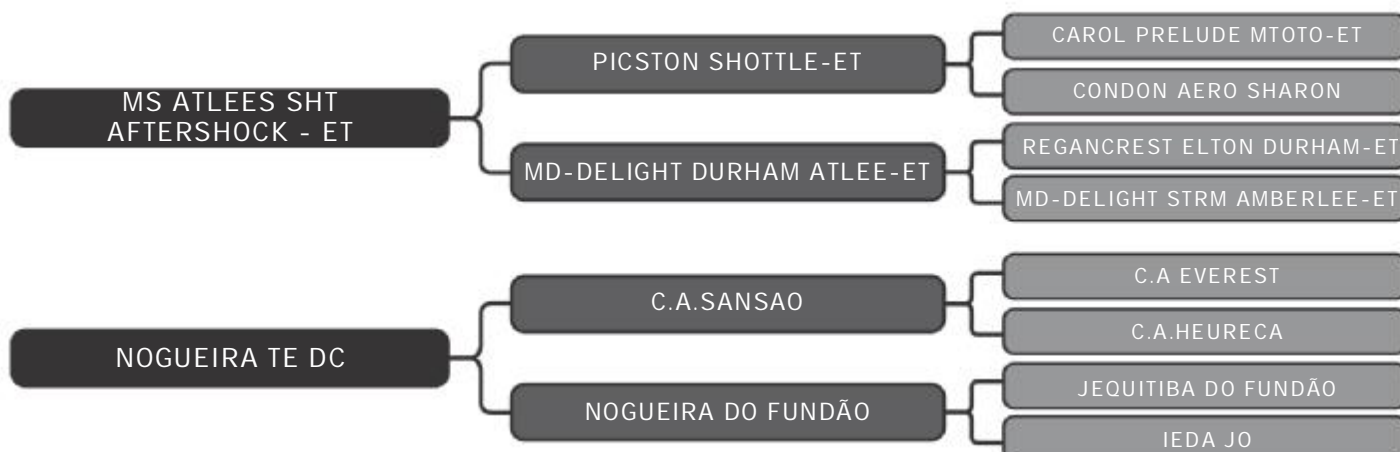 MS ATLEES SHT
AFTERSHOCK - ET
PICSTON SHOTTLE-ET
MD-DELIGHT DURHAM ATLEE-ET
CAROL PRELUDE MTOTO-ET
CONDON AERO SHARON
REGANCREST ELTON DURHAM-ET
MD-DELIGHT STRM AMBERLEE-ET
NOGUEIRA TE DC
C.A.SANSAO
NOGUEIRA DO FUNDÃO
C.A EVEREST
C.A.HEURECA
JEQUITIBA DO FUNDÃO
IEDA JO